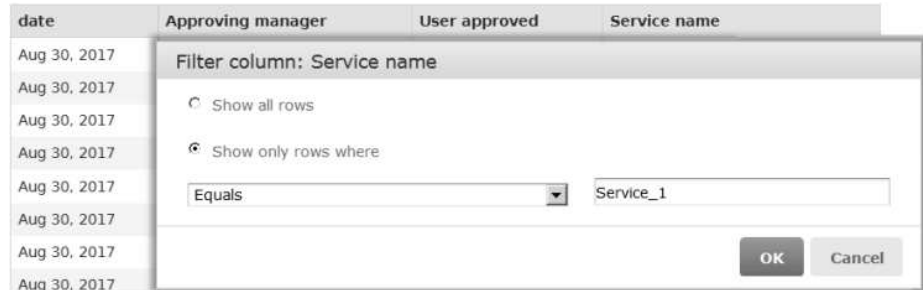 date Approving manager User approved Service name
Aug 30, 2017
Filter column: Service name
Aug 30, 2017
Show all rows
Aug 30, 2017
Aug 30, 2017
Show only rows where
Aug 30, 2017
Equals Service_1
Aug 30, 2017
Aug 30, 2017
OK Cancel
Aug 30, 2017